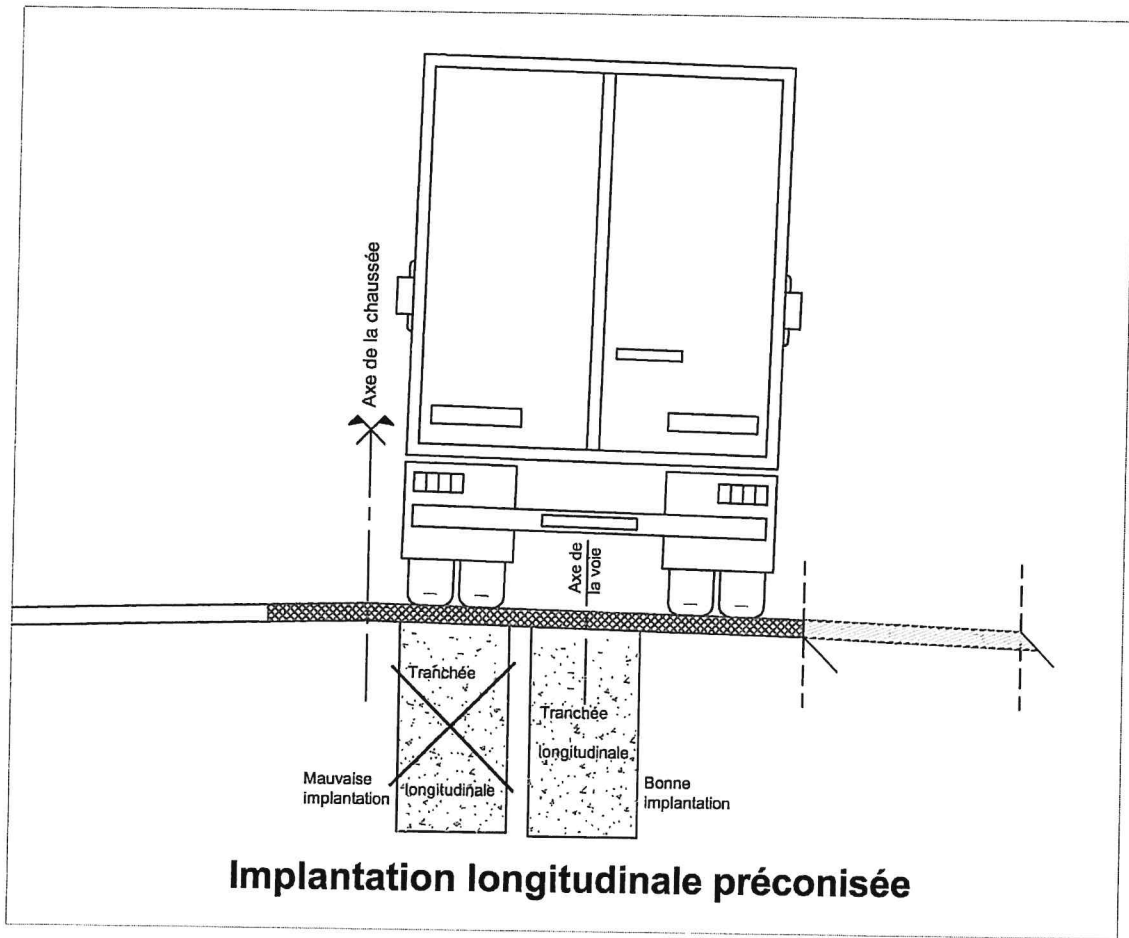 Axe de la chaussée
Axe de
la voie
Tranchée
longitudinale
Mauvaise
implantation
Tranchée
longitudinale
Bonne
implantation
Implantation longitudinale préconisée